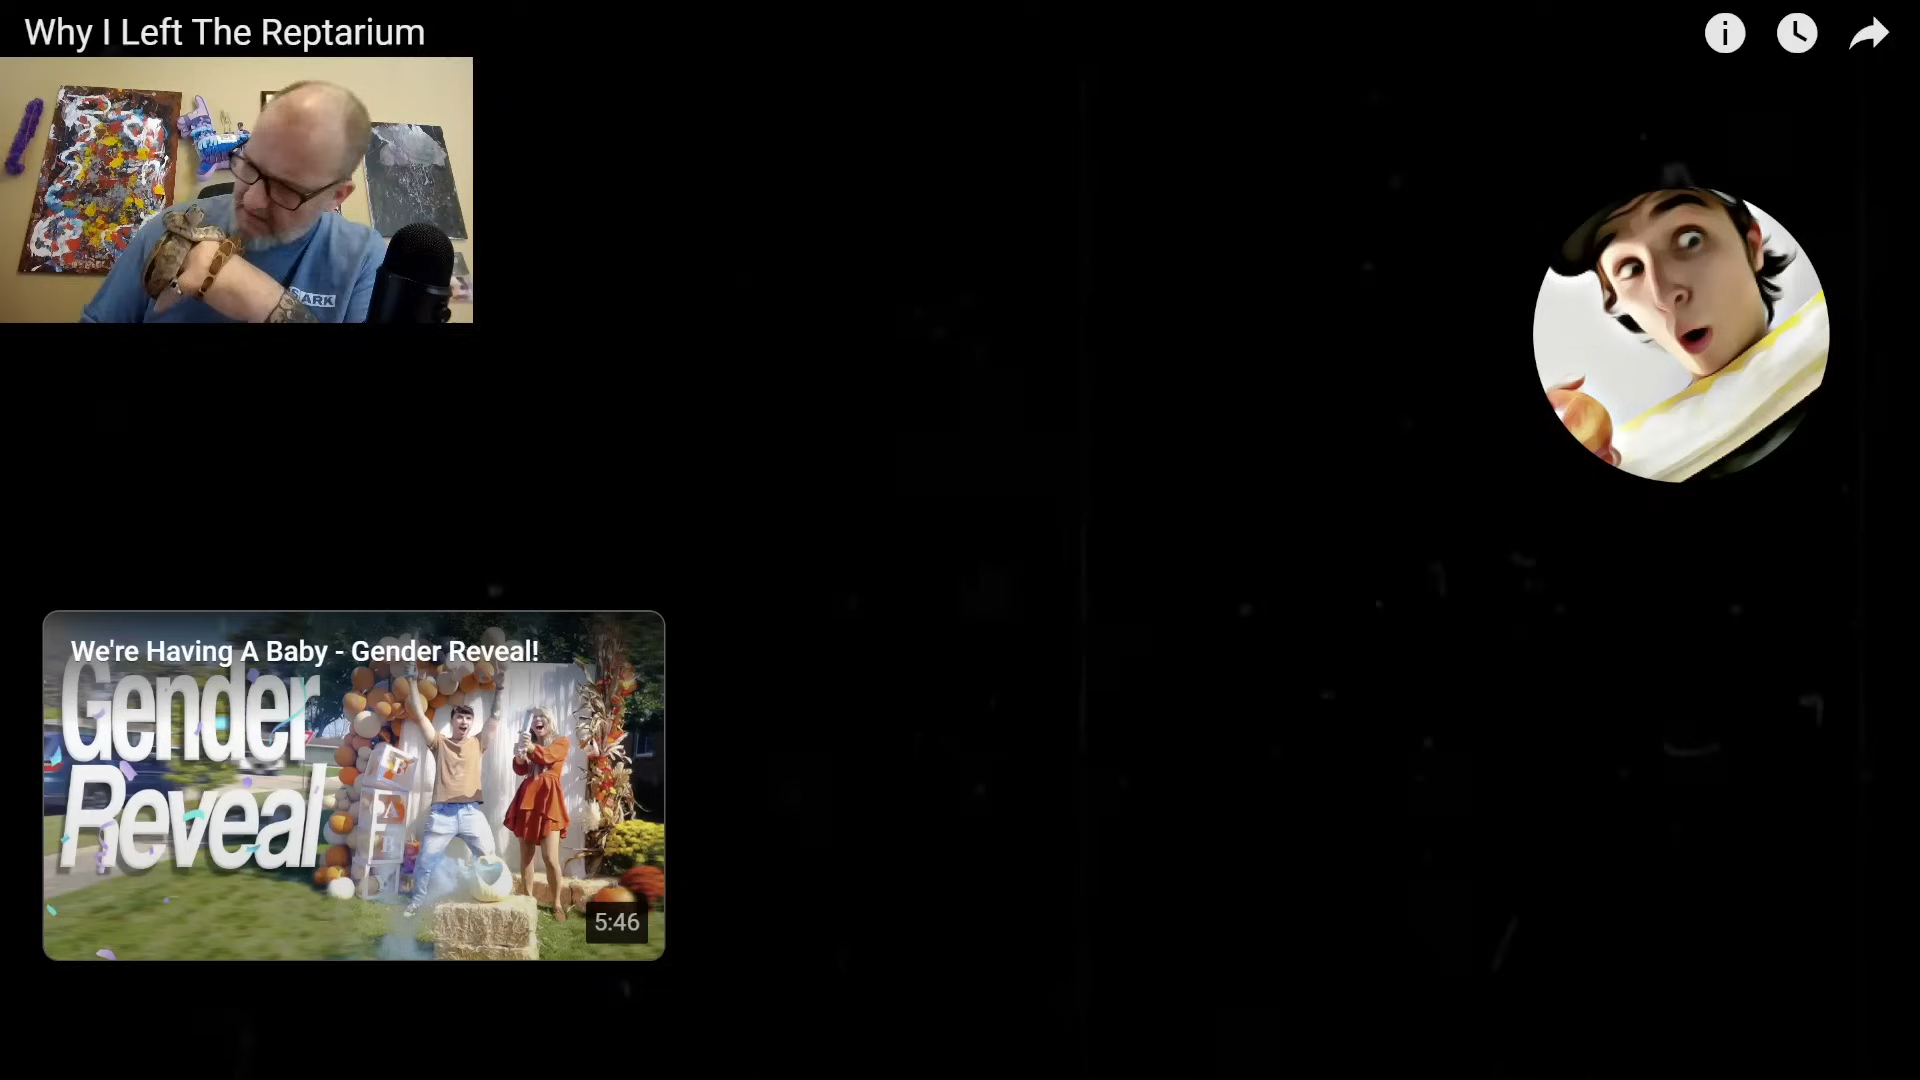 Why I Left The Reptarium
ARK
We're Having A Baby - Gender Reveal!
Gender
Reveal
B
A
B
5:46